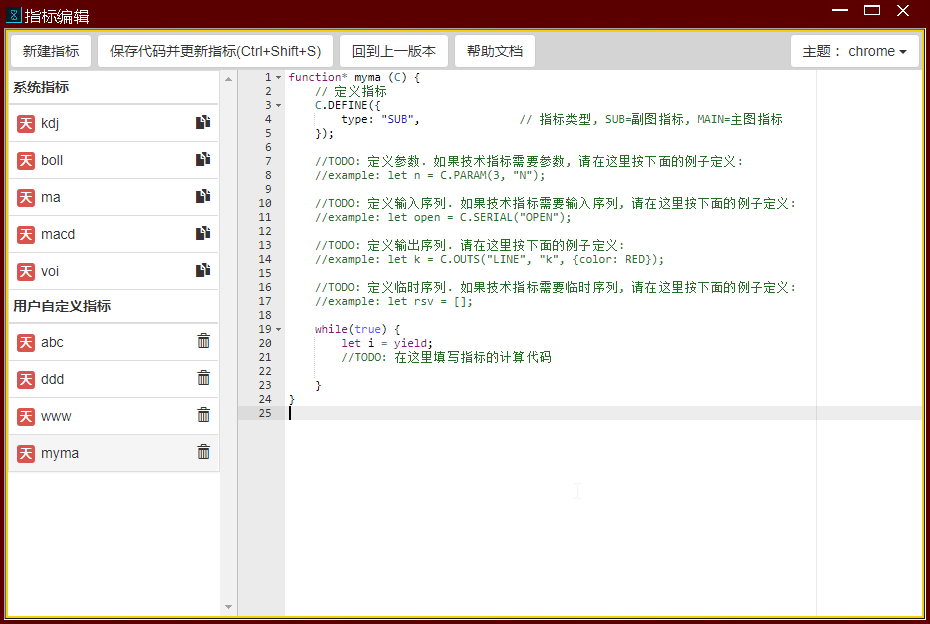 指标编辑
新建指标 保存代码并更新指标(Ctrl+Shift+S) 回到上一版本 帮助文档 主题： chrome
系统指标
天 kdj
天 boll
天 ma
天 macd
天 voi
用户自定义指标
天 abc
天 ddd
天 www
天 myma
1 function* myma (C) {
2 // 定义指标
3 C.DEFINE({
4 type: "SUB", // 指标类型, SUB=副图指标, MAIN=主图指标
5 });
6
7 //TODO: 定义参数. 如果技术指标需要参数, 请在这里按下面的例子定义:
8 //example: let n = C.PARAM(3, "N");
9
10 //TODO: 定义输入序列. 如果技术指标需要输入序列, 请在这里按下面的例子定义:
11 //example: let open = C.SERIAL("OPEN");
12
13 //TODO: 定义输出序列. 请在这里按下面的例子定义:
14 //example: let k = C.OUTS("LINE", "k", {color: RED});
15
16 //TODO: 定义临时序列. 如果技术指标需要临时序列, 请在这里按下面的例子定义:
17 //example: let rsv = [];
18
19 while(true) {
20 let i = yield;
21 //TODO: 在这里填写指标的计算代码
22
23 }
24 }
25